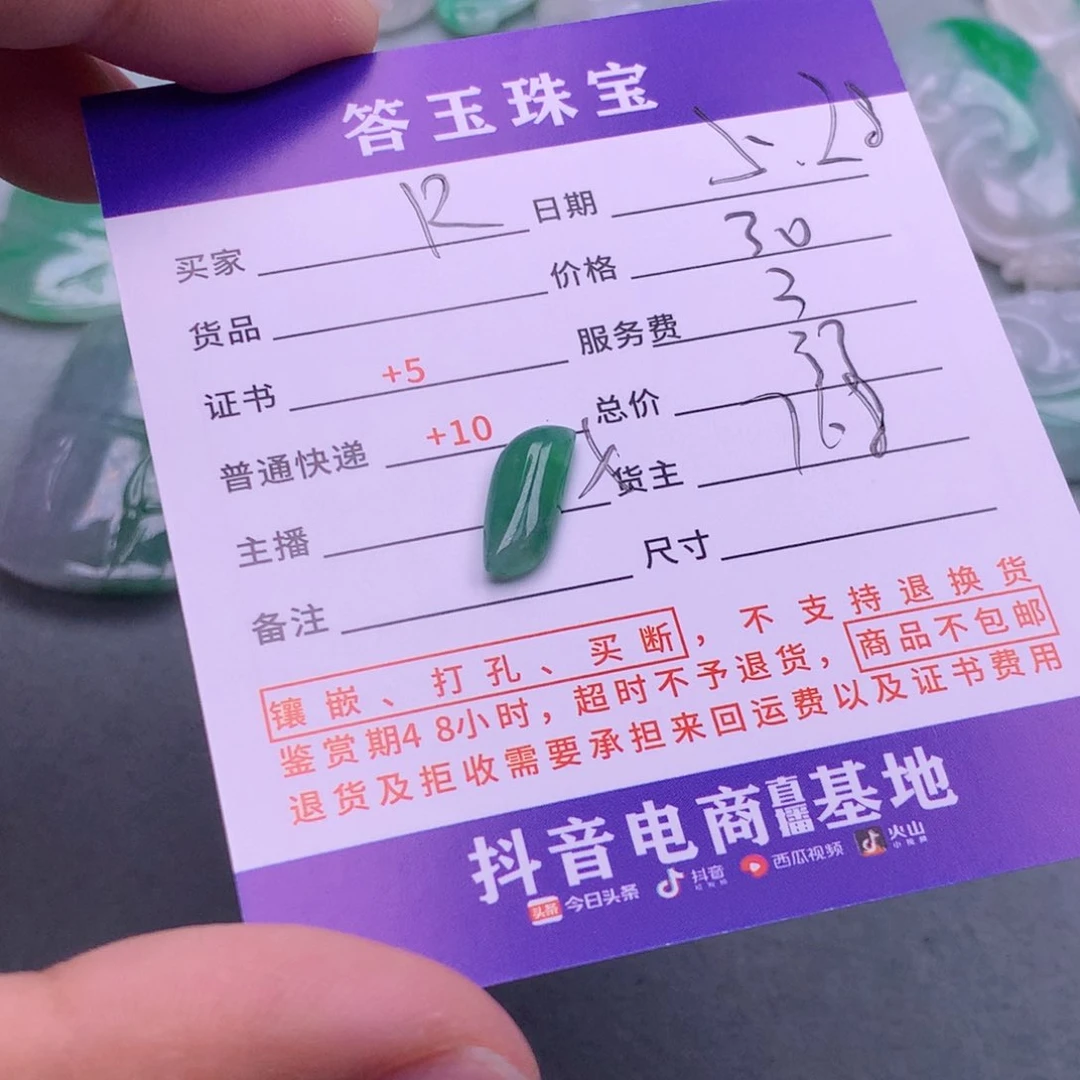 答玉珠宝
买家 R 日期 5.28
货品 价格 30
证书 +5 服务费 3
普通快递 +10 总价 33
主播 货主 768
备注 尺寸
镶嵌、打孔、买断,不支持退换货
鉴赏期48小时,超时不予退货,商品不包邮
退货及拒收需要承担来回运费以及证书费用
抖音电商直播基地
头条 今日头条 抖音 西瓜视频 火山